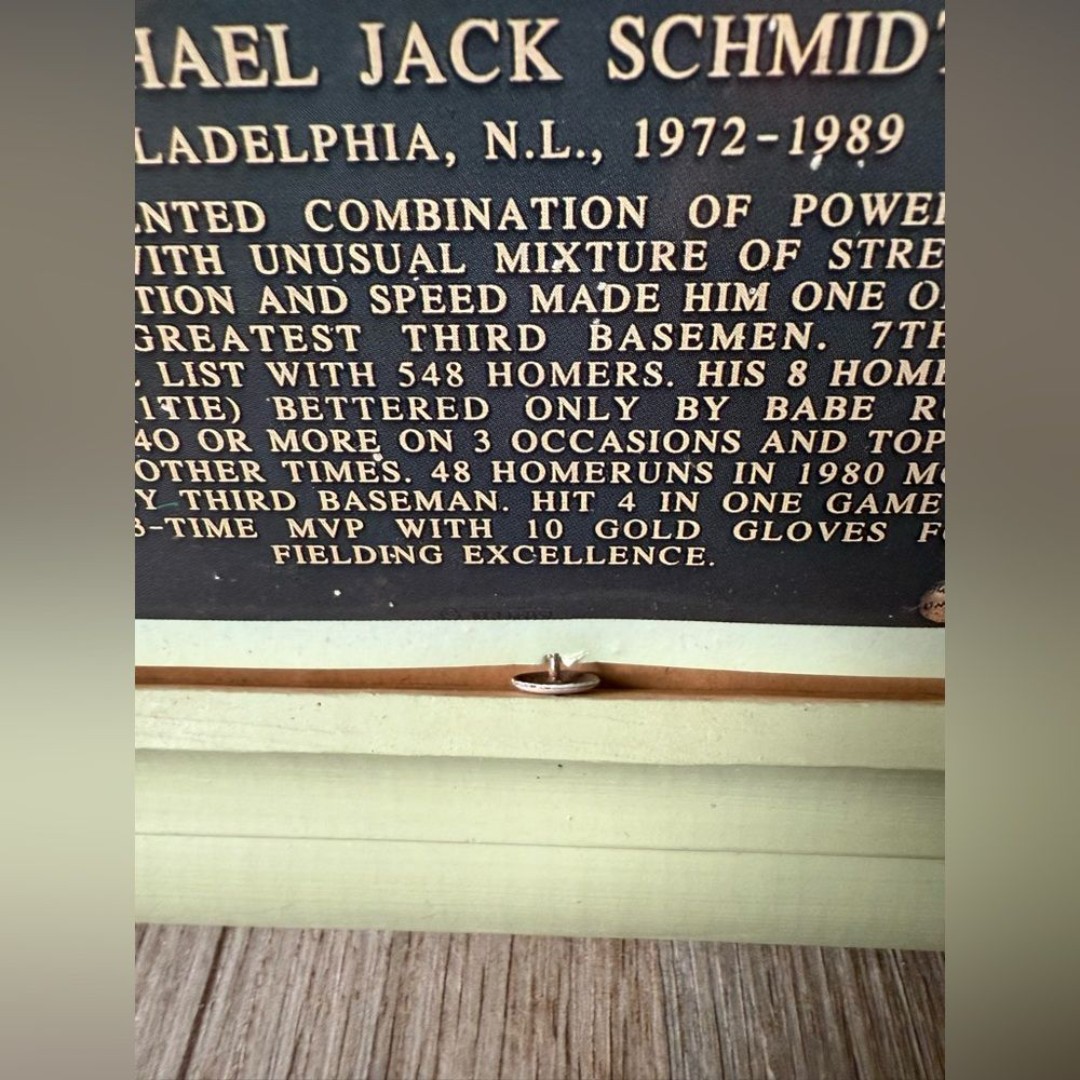 HAEL JACK SCHMIDT
LADELPHIA, N.L., 1972-1989
ENTED COMBINATION OF POWE
WITH UNUSUAL MIXTURE OF STRE
TION AND SPEED MADE HIM ONE O
GREATEST THIRD BASEMEN. 7TH
LIST WITH 548 HOMERS. HIS 8 HOME
(1 TIE) BETTERED ONLY BY BABE R
40 OR MORE ON 3 OCCASIONS AND TOP
OTHER TIMES. 48 HOMERUNS IN 1980 MO
Y THIRD BASEMAN. HIT 4 IN ONE GAME
3-TIME MVP WITH 10 GOLD GLOVES FO
FIELDING EXCELLENCE.